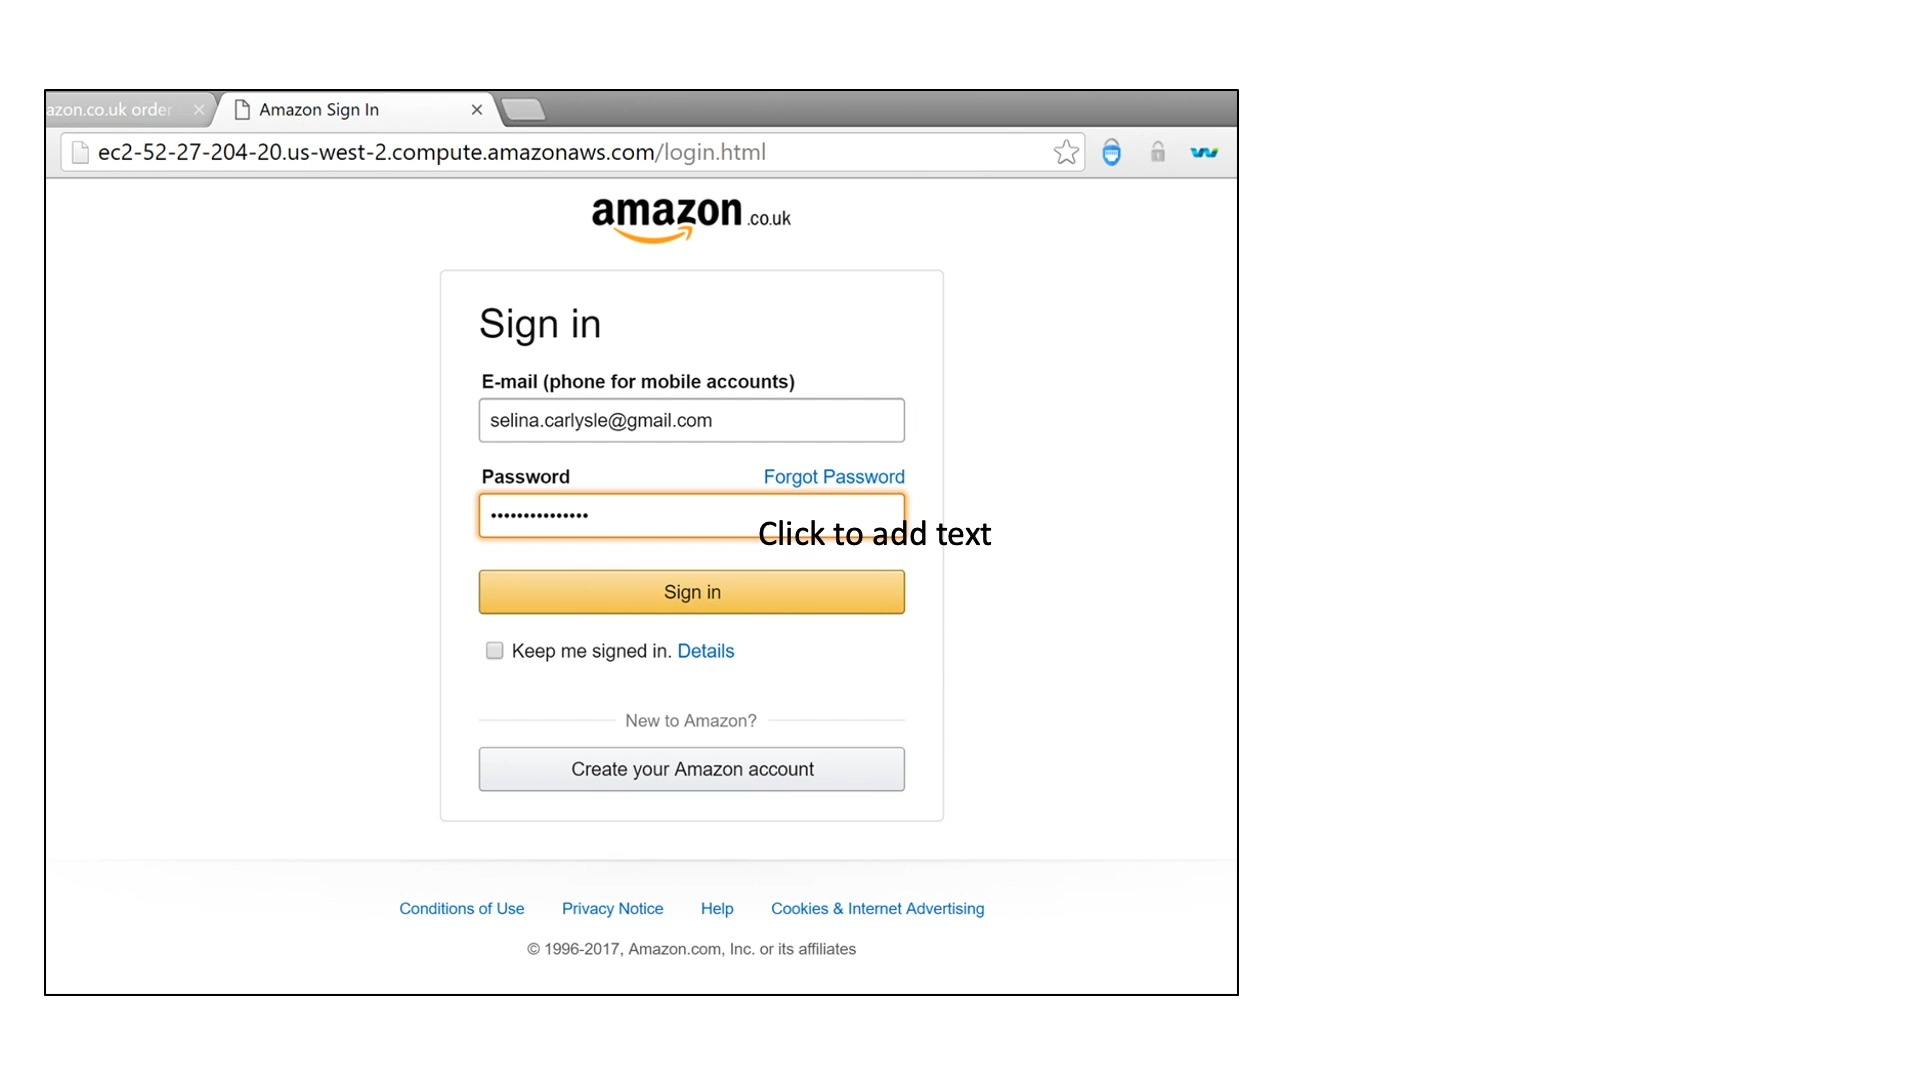 azon.co.uk order
Amazon Sign In
ec2-52-27-204-20.us-west-2.compute.amazonaws.com/login.html
amazon.co.uk
Sign in
E-mail (phone for mobile accounts)
selina.carlysle@gmail.com
Password Forgot Password
•••••••••••••••
Click to add text
Sign in
Keep me signed in. Details
New to Amazon?
Create your Amazon account
Conditions of Use Privacy Notice Help Cookies & Internet Advertising
© 1996-2017, Amazon.com, Inc. or its affiliates